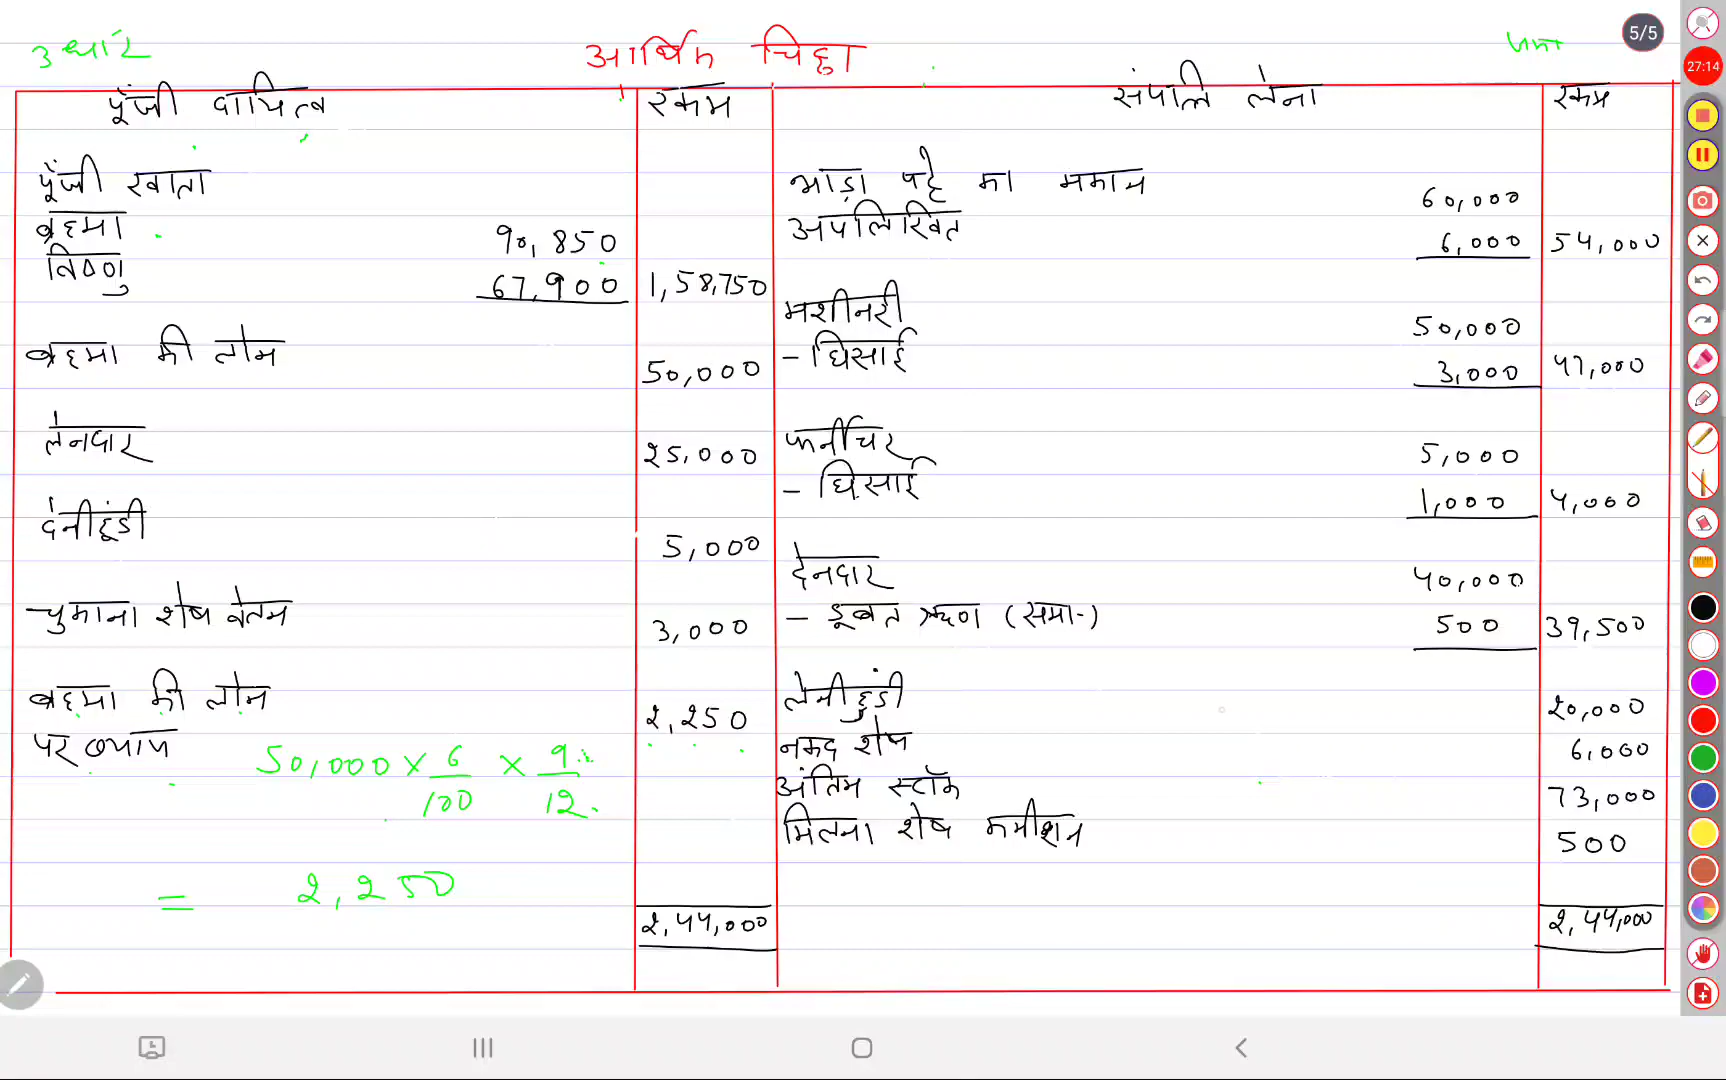 उधार आर्थिक चिठ्ठा जमा 5/5
27:14
पूँजी दायित्व रकम संपत्ति लेना रकम
पूँजी खाता
ब्रहमा 90,850
विष्णु 67,900 1,58,750
ब्रहमा की लोन 50,000
लेनदार 25,000
देनीहूंडी 5,000
चुकाना शेष वेतन 3,000
ब्रहमा की लोन
पर ब्याज 2,250
50,000 × 6/100 × 9/12
= 2,250
2,44,000
भाड़ा पट्टे का मकान 60,000
अपलिखित 6,000 54,000
मशीनरी 50,000
- घिसाई 3,000 47,000
फर्नीचर 5,000
- घिसाई 1,000 4,000
देनदार 40,000
- डूबत ऋण (समा-) 500 39,500
लेनीहुंडी 20,000
नकद शेष 6,000
अंतिम स्टॉक 73,000
मिलना शेष कमीशन 500
2,44,000